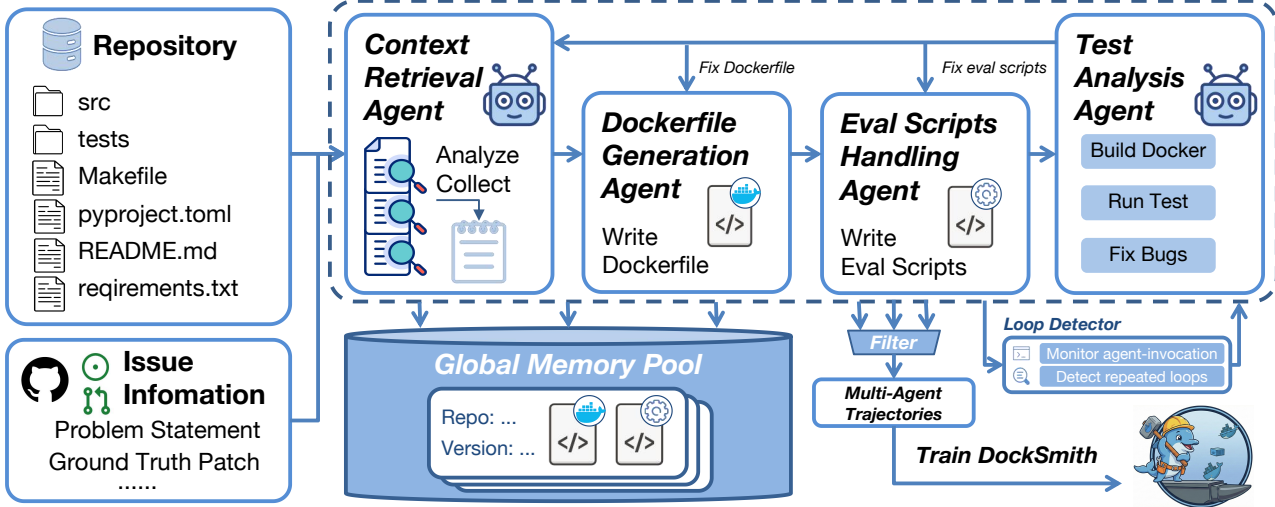 Repository
src
tests
Makefile
pyproject.toml
README.md
reqirements.txt
Issue
Infomation
Problem Statement
Ground Truth Patch
......
Context
Retrieval
Agent
Analyze
Collect
Fix Dockerfile
Dockerfile
Generation
Agent
</>
Write
Dockerfile
Fix eval scripts
Eval Scripts
Handling
Agent
</>
Write
Eval Scripts
Test
Analysis
Agent
Build Docker
Run Test
Fix Bugs
Global Memory Pool
Repo: ...
Version: ...
</>
</>
Filter
Multi-Agent
Trajectories
Loop Detector
Monitor agent-invocation
Detect repeated loops
Train DockSmith